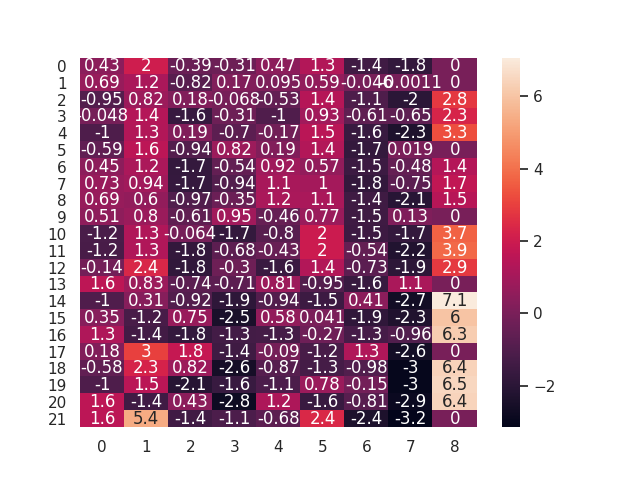 0 0.43 2 -0.39 -0.31 0.47 1.3 -1.4 -1.8 0
1 0.69 1.2 -0.82 0.17 0.095 0.59 -0.046 -0.0011 0
2 -0.95 0.82 0.18 -0.068 -0.53 1.4 -1.1 -2 2.8
3 -0.048 1.4 -1.6 -0.31 -1 0.93 -0.61 -0.65 2.3
4 -1 1.3 0.19 -0.7 -0.17 1.5 -1.6 -2.3 3.3
5 -0.59 1.6 -0.94 0.82 0.19 1.4 -1.7 0.019 0
6 0.45 1.2 -1.7 -0.54 0.92 0.57 -1.5 -0.48 1.4
7 0.73 0.94 -1.7 -0.94 1.1 1 -1.8 -0.75 1.7
8 0.69 0.6 -0.97 -0.35 1.2 1.1 -1.4 -2.1 1.5
9 0.51 0.8 -0.61 0.95 -0.46 0.77 -1.5 0.13 0
10 -1.2 1.3 -0.064 -1.7 -0.8 2 -1.5 -1.7 3.7
11 -1.2 1.3 -1.8 -0.68 -0.43 2 -0.54 -2.2 3.9
12 -0.14 2.4 -1.8 -0.3 -1.6 1.4 -0.73 -1.9 2.9
13 1.6 0.83 -0.74 -0.71 0.81 -0.95 -1.6 1.1 0
14 -1 0.31 -0.92 -1.9 -0.94 -1.5 0.41 -2.7 7.1
15 0.35 -1.2 0.75 -2.5 0.58 0.041 -1.9 -2.3 6
16 1.3 -1.4 -1.8 -1.3 -1.3 -0.27 -1.3 -0.96 6.3
17 0.18 3 1.8 -1.4 -0.09 -1.2 1.3 -2.6 0
18 -0.58 2.3 0.82 -2.6 -0.87 -1.3 -0.98 -3 6.4
19 -1 1.5 -2.1 -1.6 -1.1 0.78 -0.15 -3 6.5
20 1.6 -1.4 0.43 -2.8 1.2 -1.6 -0.81 -2.9 6.4
21 1.6 5.4 -1.4 -1.1 -0.68 2.4 -2.4 -3.2 0
0 1 2 3 4 5 6 7 8
6
4
2
0
−2